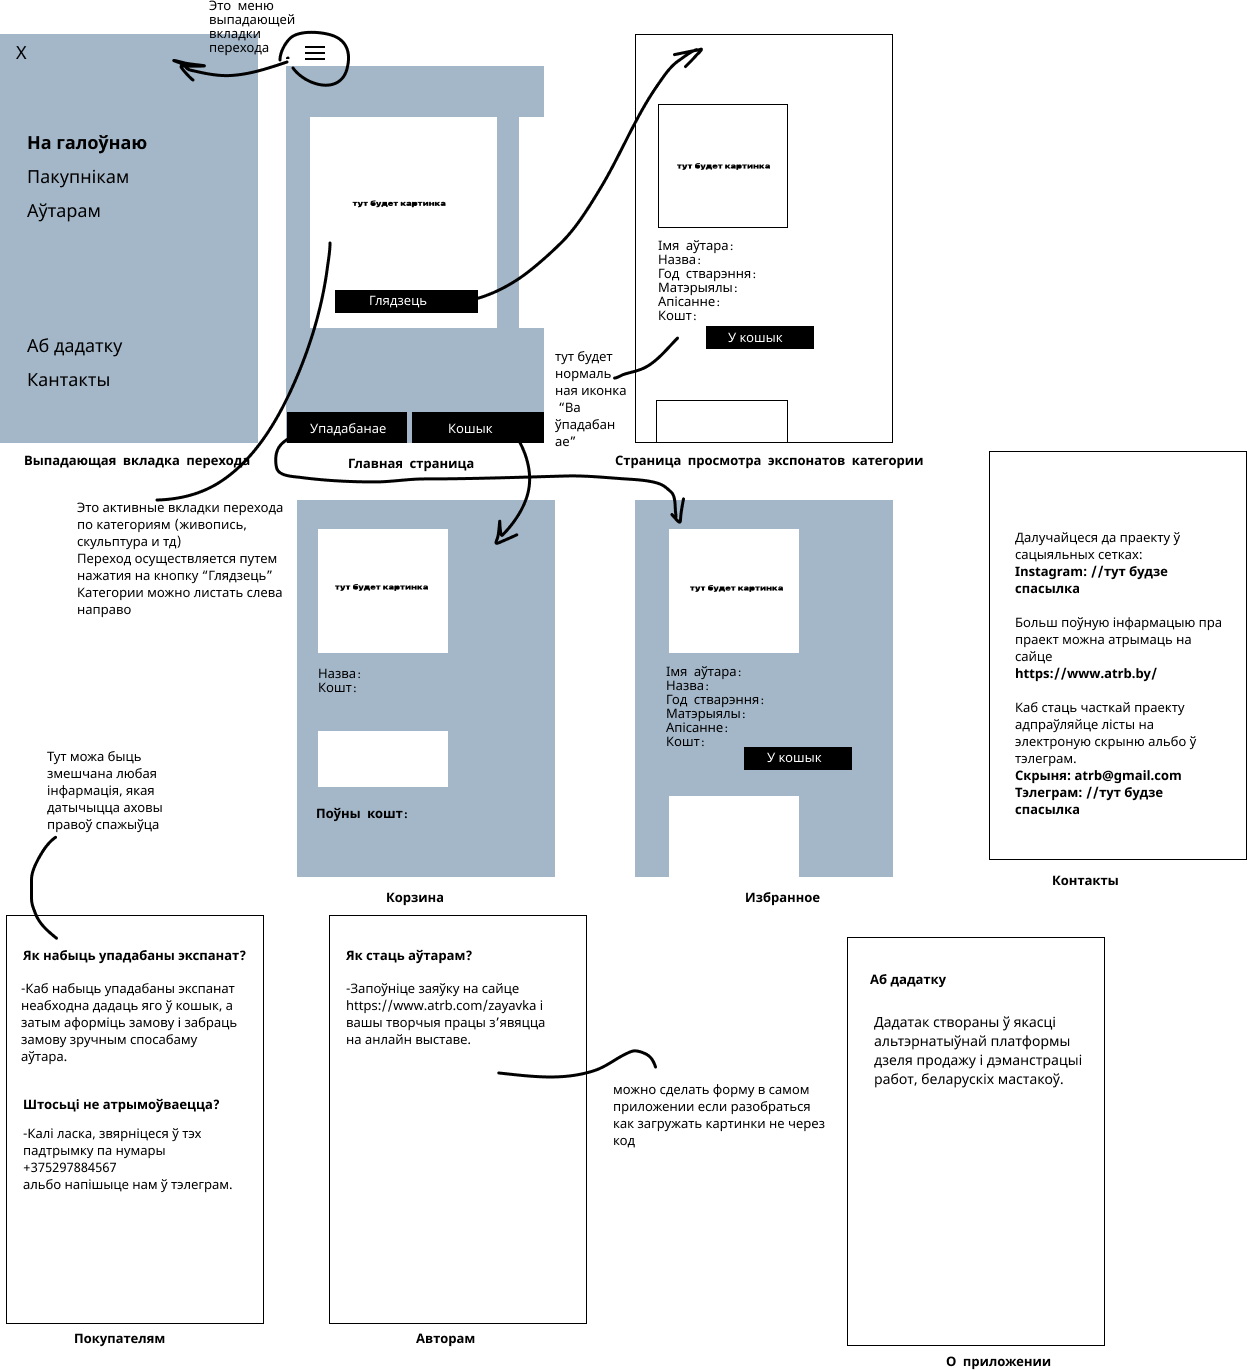 Это меню
выпадающей
вкладки
перехода
X
На галоўнаю
Пакупнікам
Аўтарам
Аб дадатку
Кантакты
Выпадающая вкладка перехода
тут будет картинка
Глядзець
Упадабанае
Кошык
Главная страница
тут будет картинка
Імя аўтара:
Назва:
Год стварэння:
Матэрыялы:
Апісанне:
Кошт:
У кошык
тут будет
нормаль
ная иконка
“Ва
ўпадабан
ае”
Страница просмотра экспонатов категории
Это активные вкладки перехода
по категориям (живопись,
скульптура и тд)
Переход осуществляется путем
нажатия на кнопку “Глядзець”
Категории можно листать слева
направо
тут будет картинка
Назва:
Кошт:
Поўны кошт:
Корзина
тут будет картинка
Імя аўтара:
Назва:
Год стварэння:
Матэрыялы:
Апісанне:
Кошт:
У кошык
Избранное
Далучайцеся да праекту ў
сацыяльных сетках:
Instagram: //тут будзе
спасылка
Больш поўную інфармацыю пра
праект можна атрымаць на
сайце
https://www.atrb.by/
Каб стаць часткай праекту
адпраўляйце лісты на
электроную скрыню альбо ў
тэлеграм.
Скрыня: atrb@gmail.com
Тэлеграм: //тут будзе
спасылка
Контакты
Тут можа быць
змешчана любая
інфармація, якая
датычыцца аховы
правоў спажыўца
Як набыць упадабаны экспанат?
-Каб набыць упадабаны экспанат
неабходна дадаць яго ў кошык, а
затым аформіць замову і забраць
замову зручным спосабаму
аўтара.
Штосьці не атрымоўваецца?
-Калі ласка, звярніцеся ў тэх
падтрымку па нумары
+375297884567
альбо напішыце нам ў тэлеграм.
Покупателям
Як стаць аўтарам?
-Запоўніце заяўку на сайце
https://www.atrb.com/zayavka і
вашы творчыя працы з’явяцца
на анлайн выставе.
Авторам
можно сделать форму в самом
приложении если разобраться
как загружать картинки не через
код
Аб дадатку
Дадатак створаны ў якасці
альтэрнатыўнай платформы
дзеля продажу і дэманстрацыі
работ, беларускіх мастакоў.
О приложении